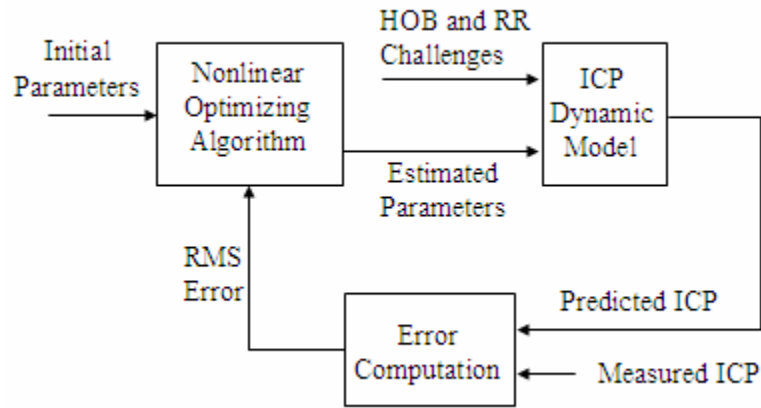 Initial
Parameters
Nonlinear
Optimizing
Algorithm
HOB and RR
Challenges
ICP
Dynamic
Model
Estimated
Parameters
RMS
Error
Error
Computation
Predicted ICP
Measured ICP